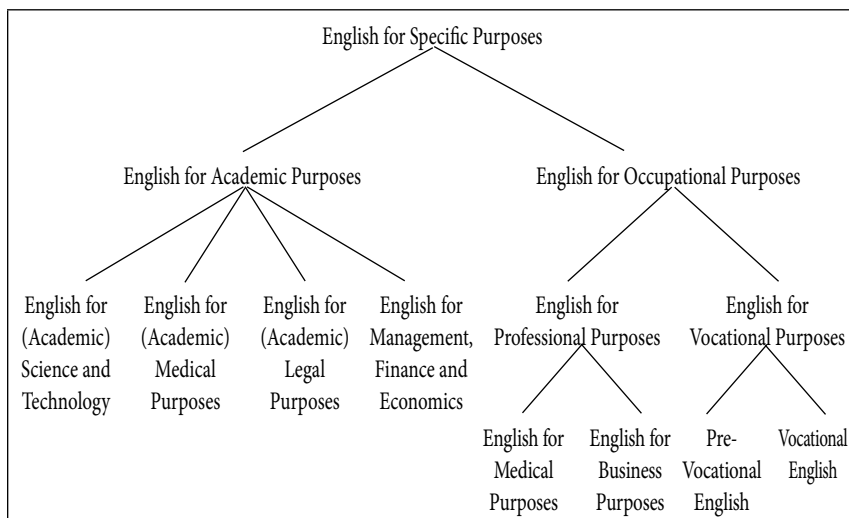 English for Specific Purposes
English for Academic Purposes
English for Occupational Purposes
English for
(Academic)
Science and
Technology
English for
(Academic)
Medical
Purposes
English for
(Academic)
Legal
Purposes
English for
Management,
Finance and
Economics
English for
Professional Purposes
English for
Vocational Purposes
English for
Medical
Purposes
English for
Business
Purposes
Pre-
Vocational
English
Vocational
English